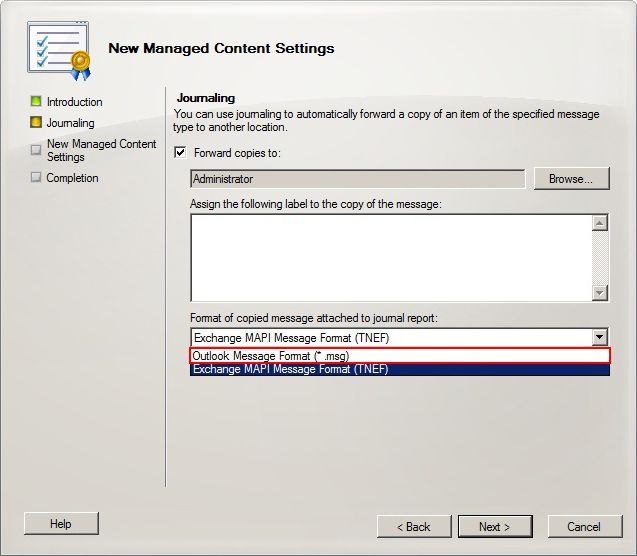 New Managed Content Settings
Introduction
Journaling
New Managed Content
Settings
Completion
Journaling
You can use journaling to automatically forward a copy of an item of the specified message
type to another location.
Forward copies to:
Administrator
Browse...
Assign the following label to the copy of the message:
Format of copied message attached to journal report:
Exchange MAPI Message Format (TNEF)
Outlook Message Format (* .msg)
Exchange MAPI Message Format (TNEF)
Help
< Back
Next >
Cancel